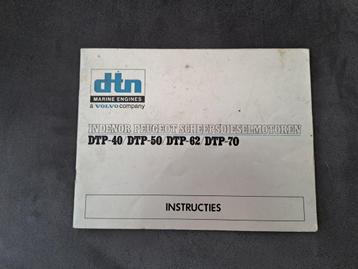 dtn
MARINE ENGINES
a VOLVO company
INDENOR PEUGEOT SCHEEPSDIESELMOTOREN
DTP-40/DTP-50/DTP-62/DTP-70
INSTRUCTIES